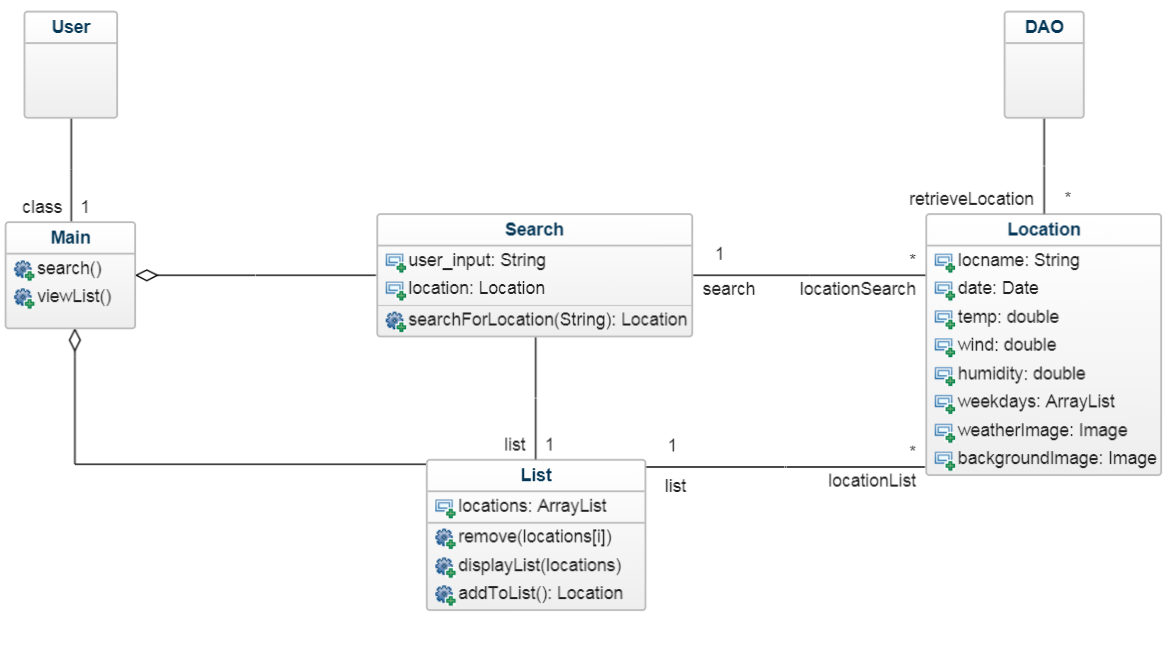 User
DAO
class 1
retrieveLocation *
Main
search()
viewList()
Search
user_input: String
location: Location
searchForLocation(String): Location
1 *
search locationSearch
Location
locname: String
date: Date
temp: double
wind: double
humidity: double
weekdays: ArrayList
weatherImage: Image
backgroundImage: Image
list 1
1 *
list locationList
List
locations: ArrayList
remove(locations[i])
displayList(locations)
addToList(): Location